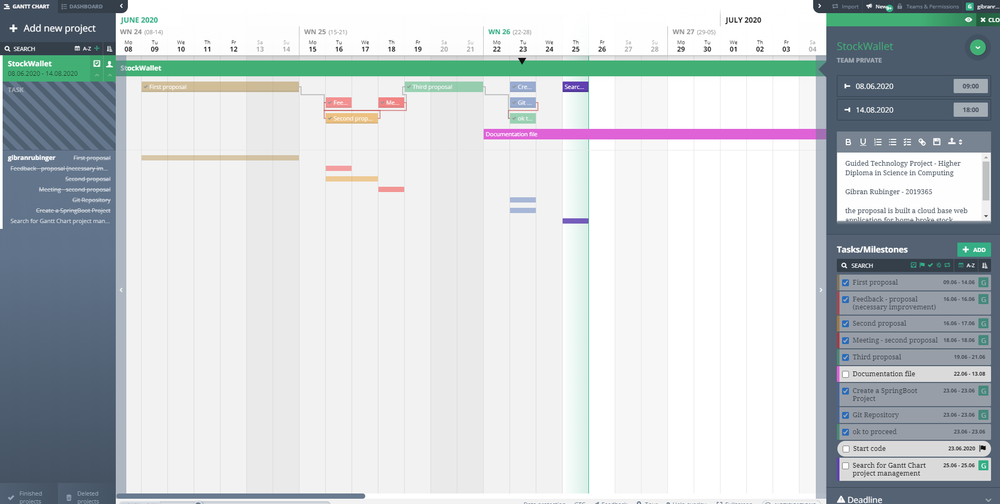 GANTT CHART
DASHBOARD
Import
New
9+
Teams & Permissions
G
gibranr...
CLO
Add new project
SEARCH
A-Z
StockWallet
08.06.2020 - 14.08.2020
TASK
gibranrubinger
First proposal
Feedback - proposal (necessary im...
Second proposal
Meeting - second proposal
Git Repository
Create a SpringBoot Project
Search for Gantt Chart project man...
Finished projects
Deleted projects
JUNE 2020
JULY 2020
WN 24 (08-14)
WN 25 (15-21)
WN 26 (22-28)
WN 27 (29-05)
Mo Tu We Th Fr Sa Su Mo Tu We Th Fr Sa Su Mo Tu We Th Fr Sa Su Mo Tu We Th Fr Sa
08 09 10 11 12 13 14 15 16 17 18 19 20 21 22 23 24 25 26 27 28 29 30 01 02 03 04
StockWallet
First proposal
Third proposal
Cre...
Searc...
Fee...
Me...
Git ...
Second prop...
ok t...
Documentation file
Data protection
GTC
Feedback
Tour
Help overlay
Fullscreen
NOTIFICATIONS
StockWallet
TEAM PRIVATE
08.06.2020
09:00
14.08.2020
18:00
B U
Guided Technology Project - Higher
Diploma in Science in Computing
Gibran Rubinger - 2019365
the proposal is built a cloud base web
application for home broke stock
Tasks/Milestones
ADD
SEARCH
A-Z
First proposal 09.06 - 14.06 G
Feedback - proposal 16.06 - 16.06 G
(necessary improvement)
Second proposal 16.06 - 17.06 G
Meeting - second proposal 18.06 - 18.06 G
Third proposal 19.06 - 21.06
Documentation file 22.06 - 13.08
Create a SpringBoot 23.06 - 23.06 G
Project
Git Repository 23.06 - 23.06 G
ok to proceed 23.06 - 23.06
Start code 23.06.2020
Search for Gantt Chart 25.06 - 25.06 G
project management
Deadline